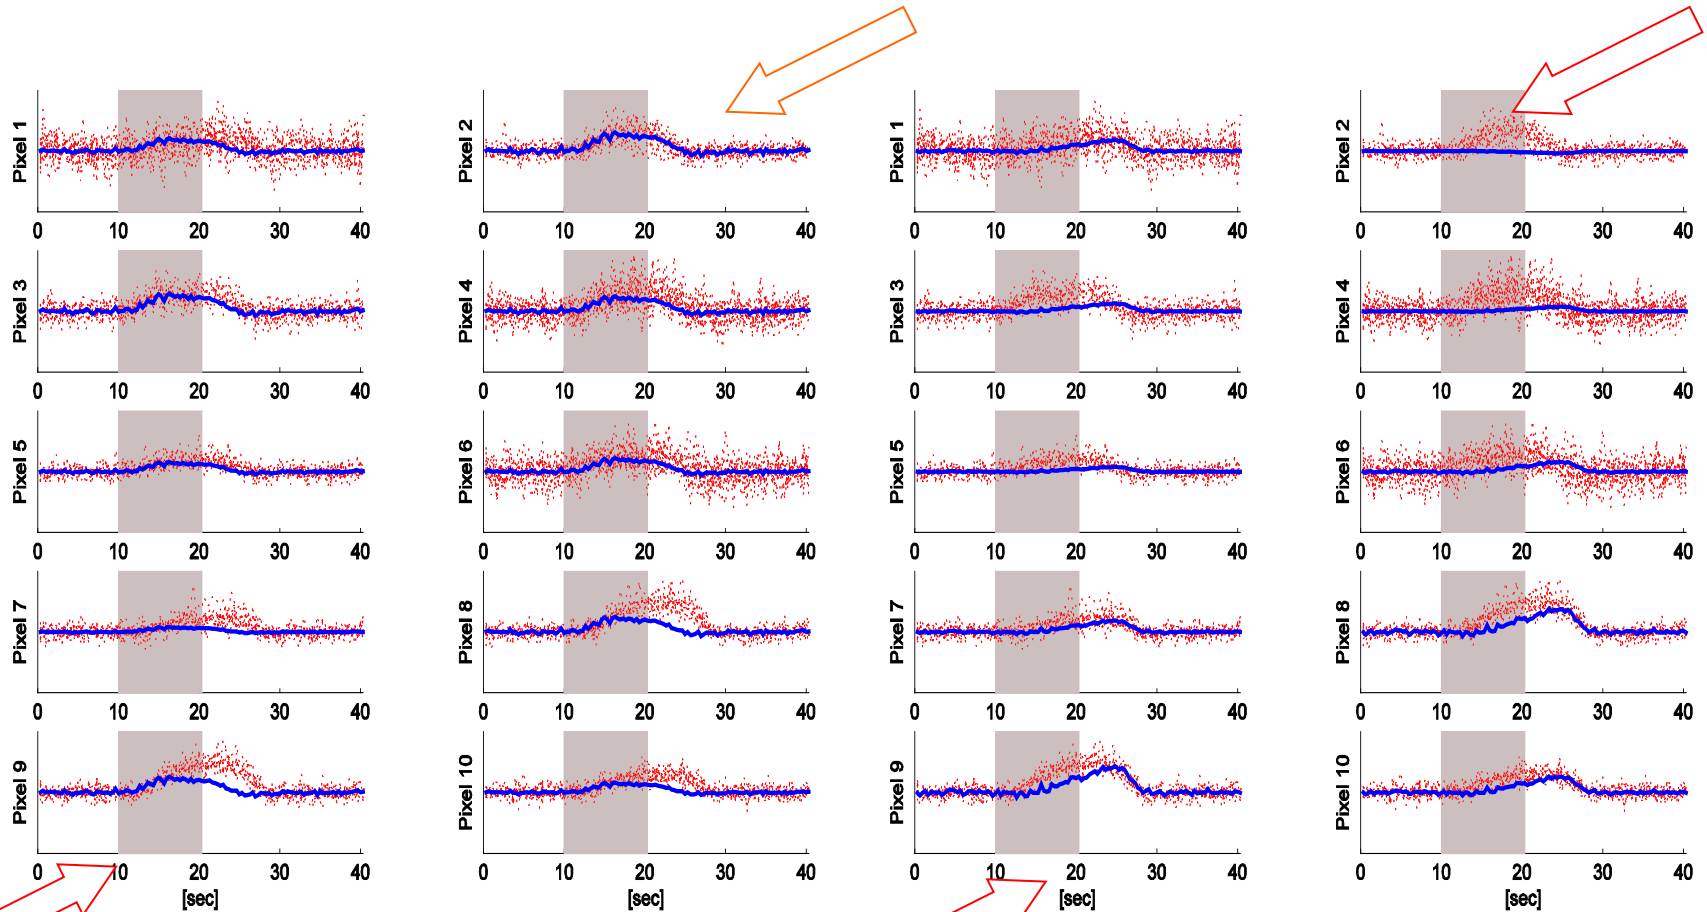 Pixel 1 Pixel 2 Pixel 1 Pixel 2
0 10 20 30 40 0 10 20 30 40 0 10 20 30 40 0 10 20 30 40
Pixel 3 Pixel 4 Pixel 3 Pixel 4
0 10 20 30 40 0 10 20 30 40 0 10 20 30 40 0 10 20 30 40
Pixel 5 Pixel 6 Pixel 5 Pixel 6
0 10 20 30 40 0 10 20 30 40 0 10 20 30 40 0 10 20 30 40
Pixel 7 Pixel 8 Pixel 7 Pixel 8
0 10 20 30 40 0 10 20 30 40 0 10 20 30 40 0 10 20 30 40
Pixel 9 Pixel 10 Pixel 9 Pixel 10
0 10 20 30 40 0 10 20 30 40 0 10 20 30 40 0 10 20 30 40
[sec] [sec] [sec] [sec]